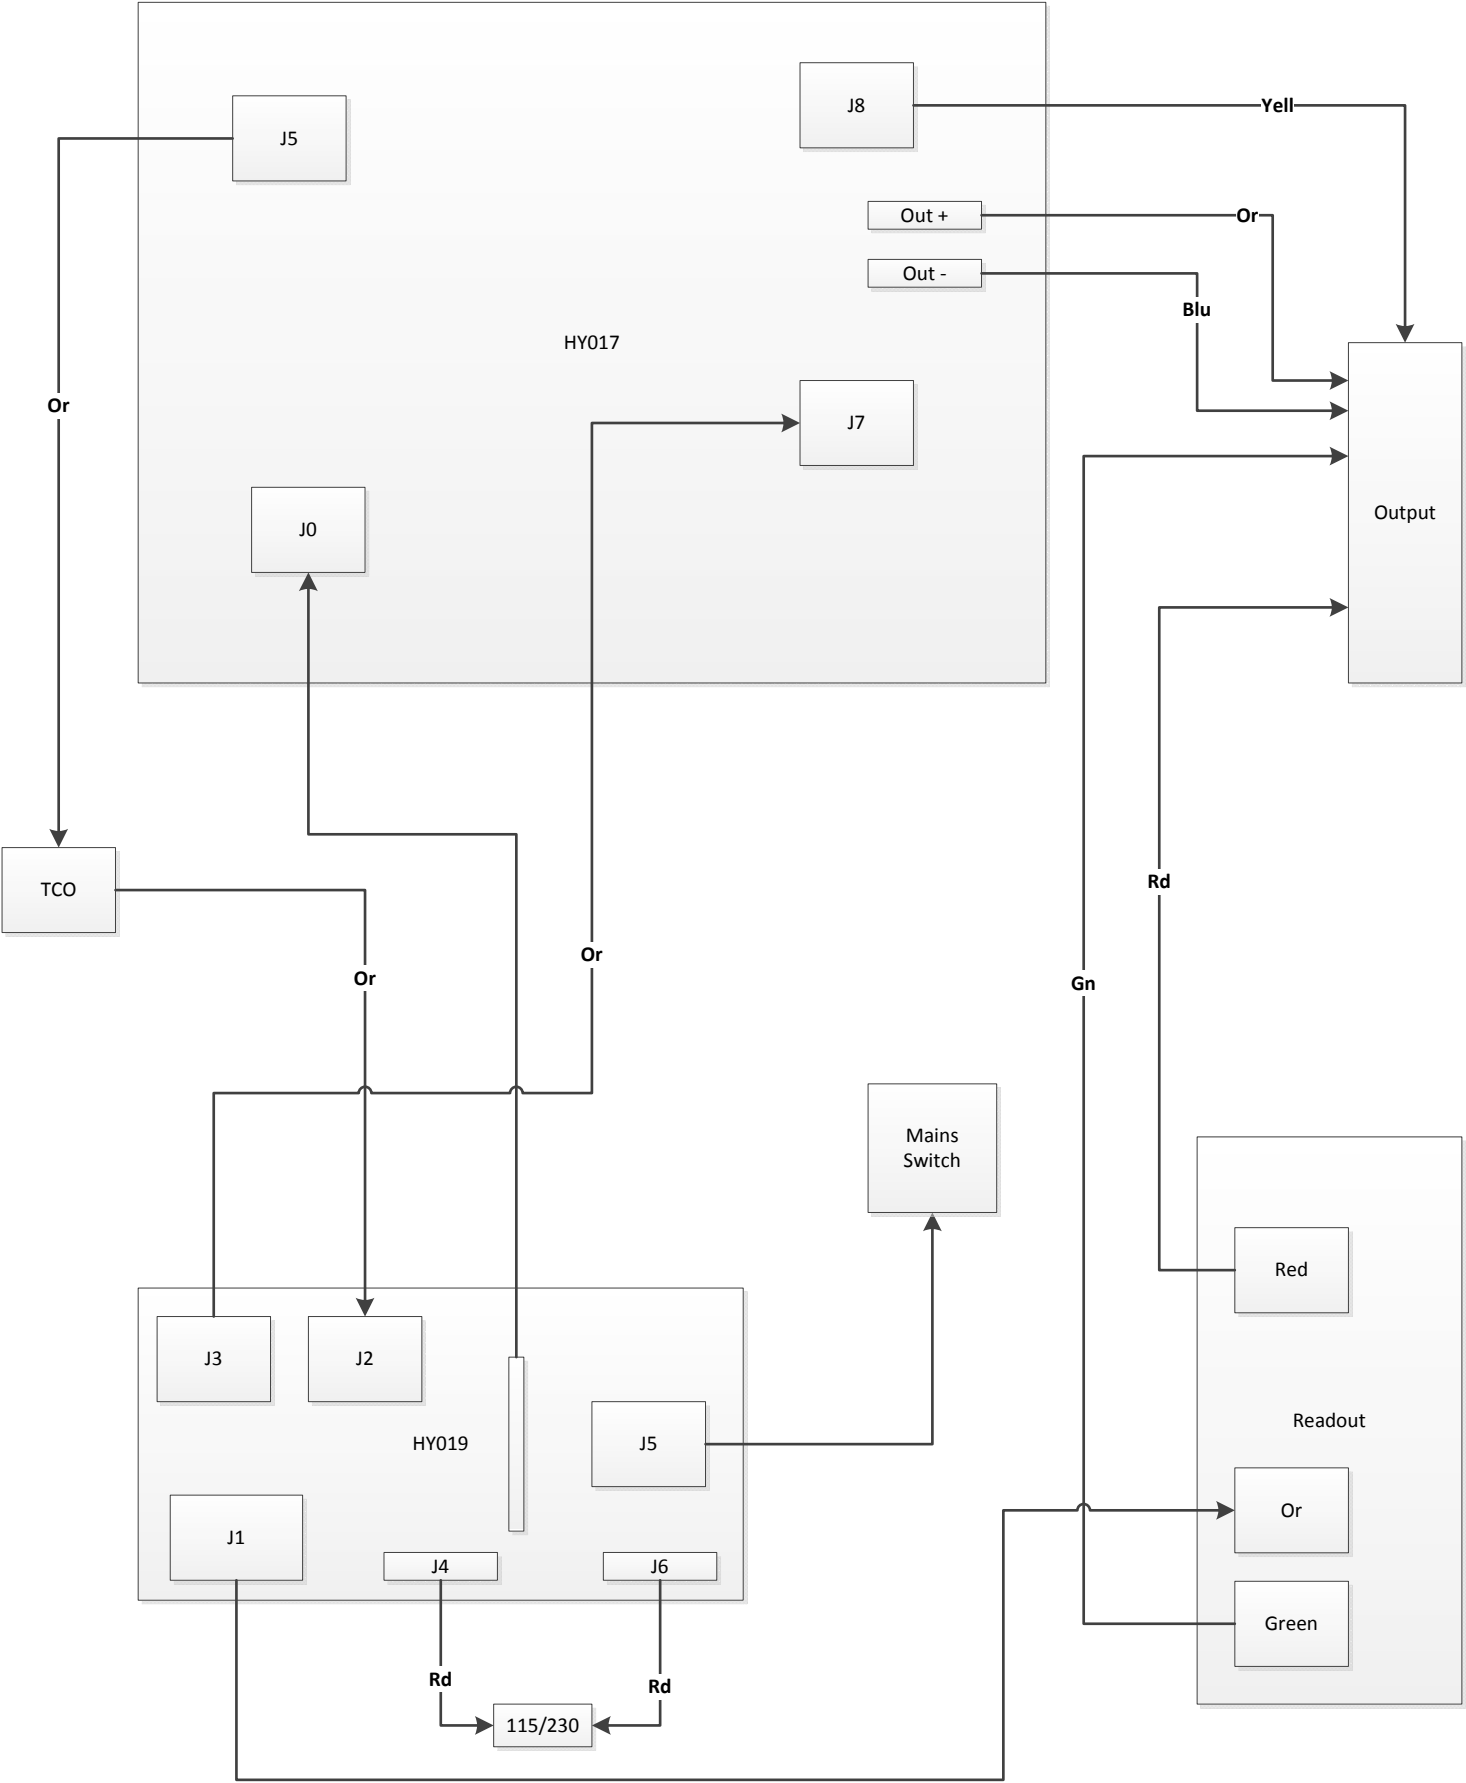 J8
Yell
J5
Out +
Or
Out -
Blu
HY017
Or
J7
Output
J0
Rd
TCO
Or
Or
Gn
Mains
Switch
Red
J3
J2
Readout
HY019
J5
Or
J1
J4
J6
Green
Rd
Rd
115/230